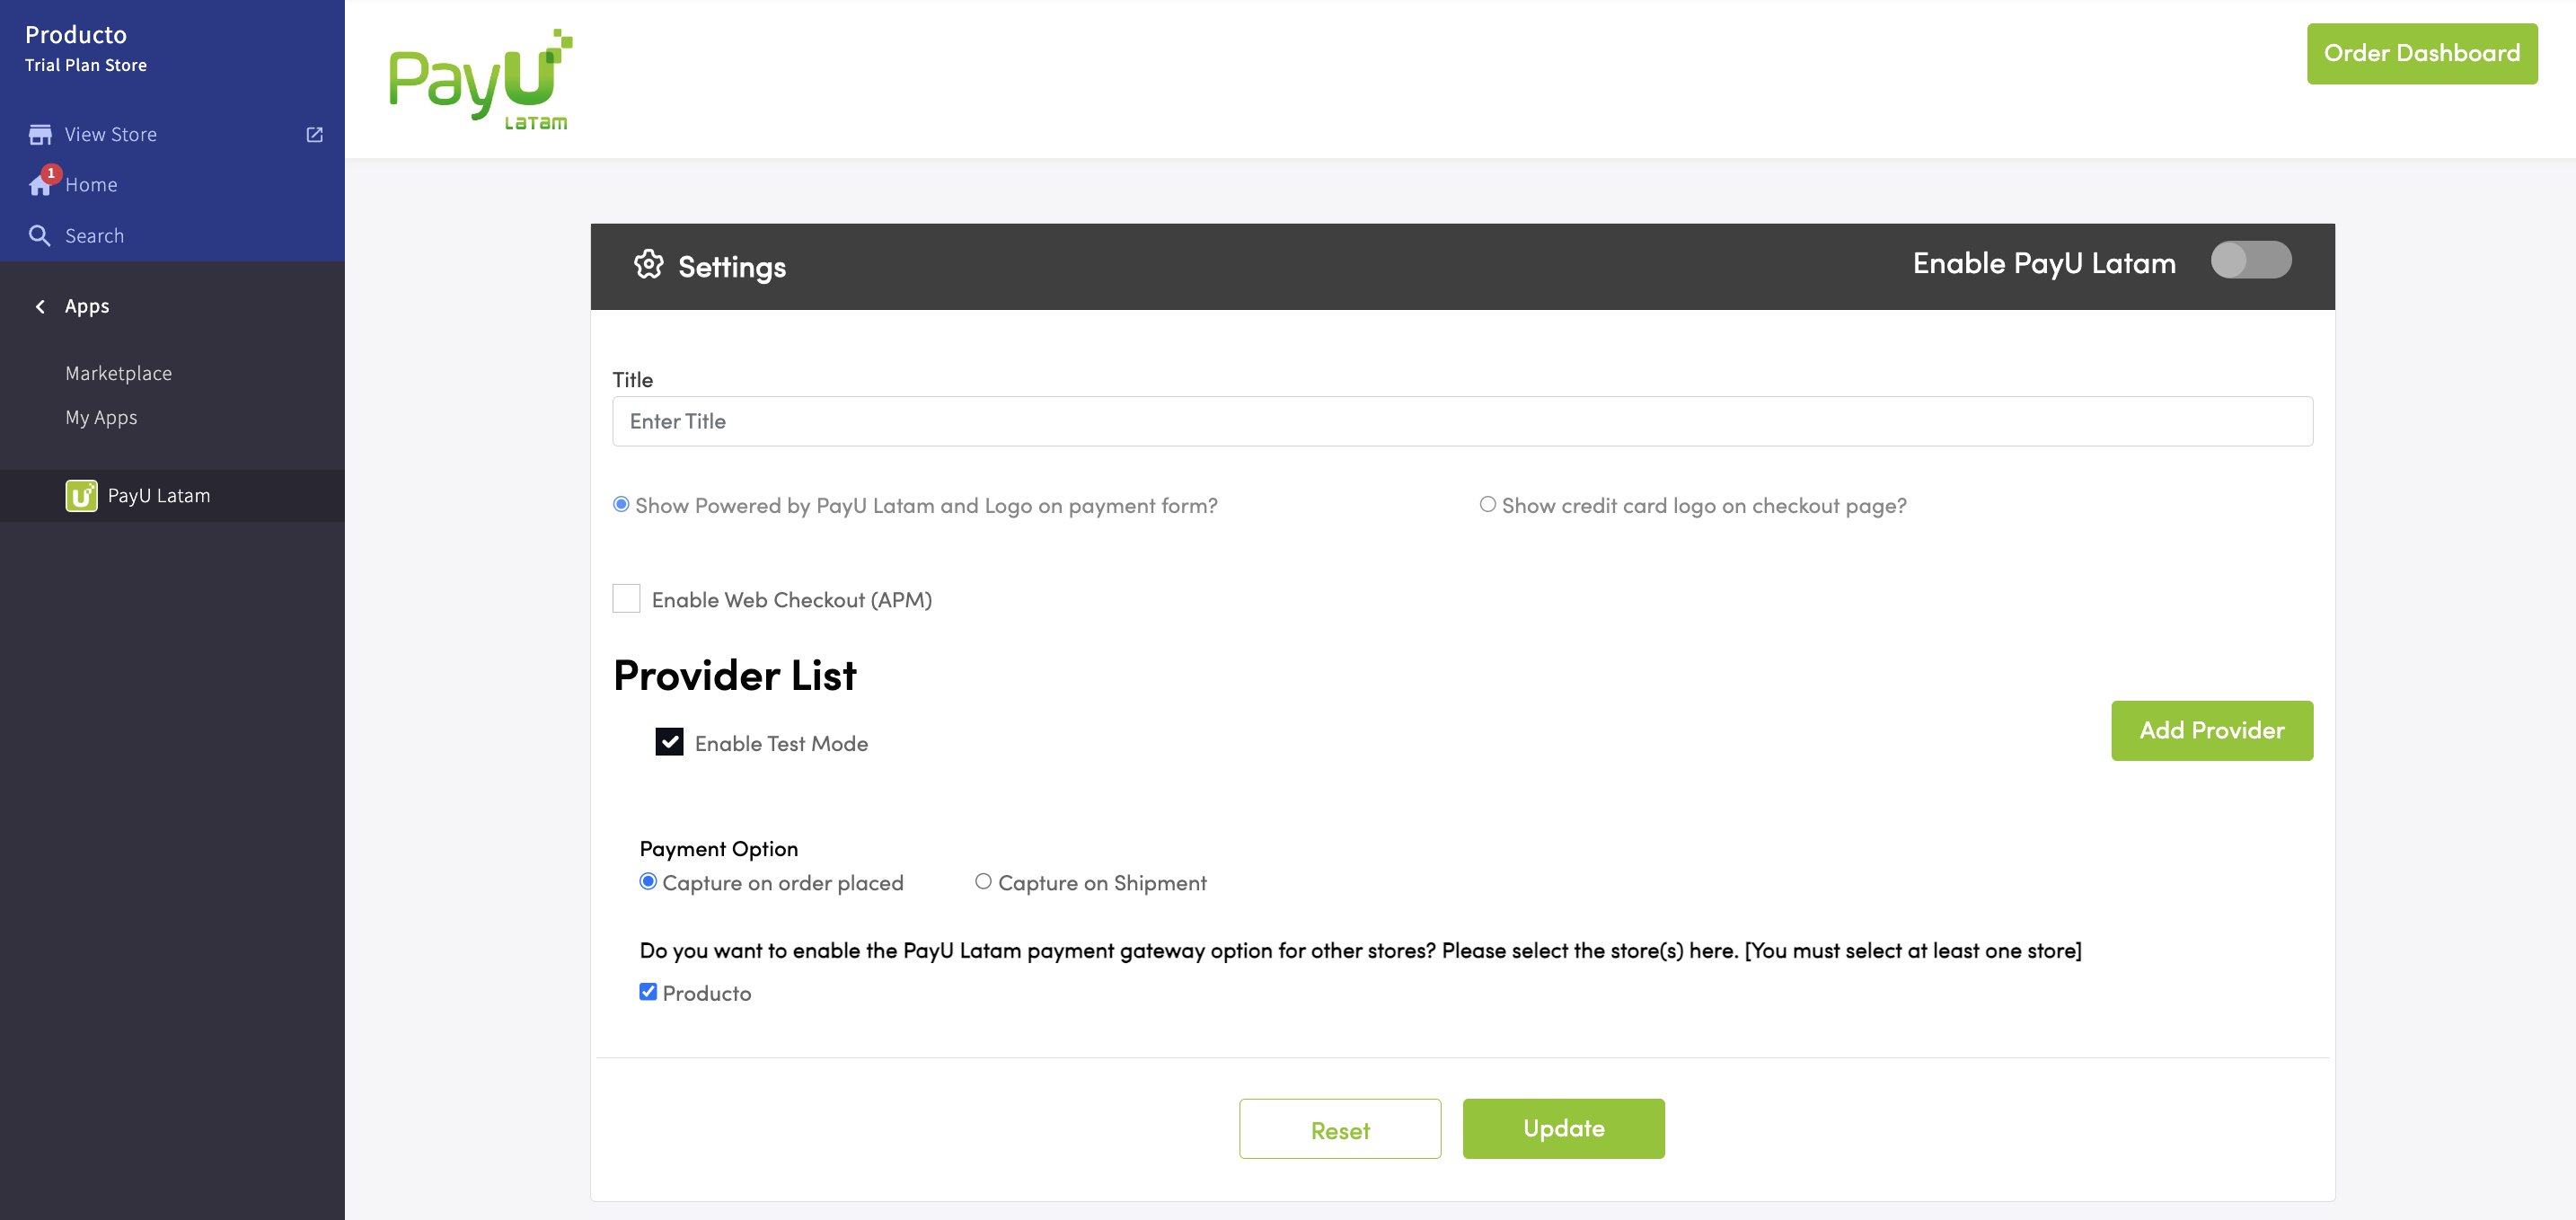 Producto
Trial Plan Store
View Store
1
Home
Search
Apps
Marketplace
My Apps
PayU Latam
PayU
LATAM
Order Dashboard
Settings
Enable PayU Latam
Title
Enter Title
Show Powered by PayU Latam and Logo on payment form?
Show credit card logo on checkout page?
Enable Web Checkout (APM)
Provider List
Enable Test Mode
Add Provider
Payment Option
Capture on order placed
Capture on Shipment
Do you want to enable the PayU Latam payment gateway option for other stores? Please select the store(s) here. [You must select at least one store]
Producto
Reset
Update